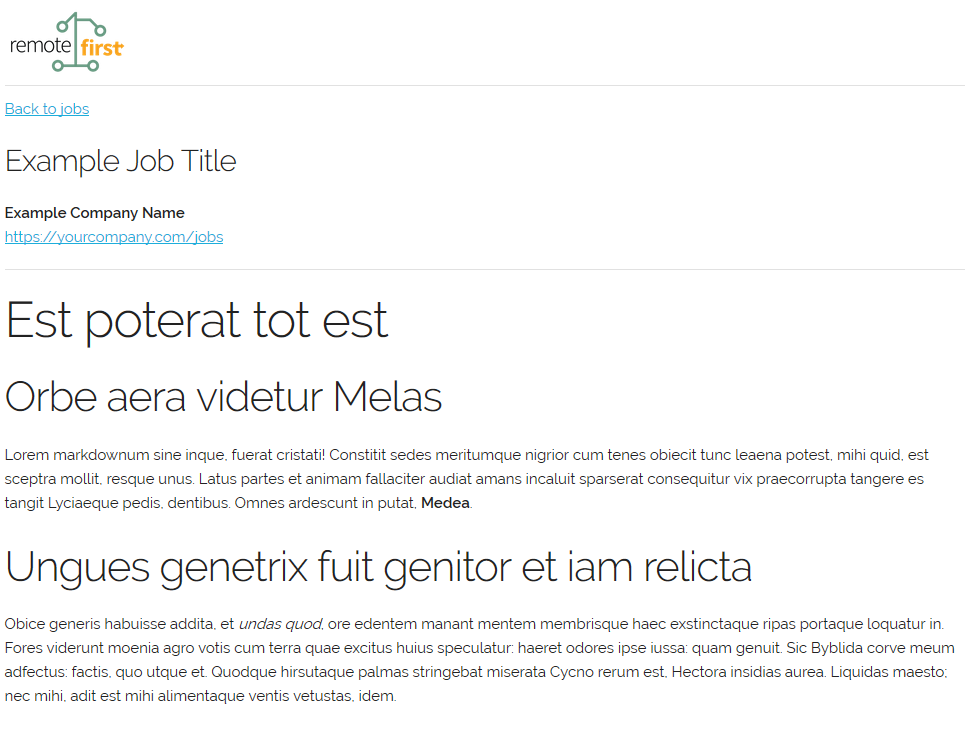 remote first
Back to jobs
Example Job Title
Example Company Name
https://yourcompany.com/jobs
Est poterat tot est
Orbe aera videtur Melas
Lorem markdownum sine inque, fuerat cristati! Constitit sedes meritumque nigrior cum tenes obiecit tunc leaena potest, mihi quid, est
sceptra mollit, resque unus. Latus partes et animam fallaciter audiat amans incaluit sparserat consequitur vix praecorrupta tangere es
tangit Lyciaeque pedis, dentibus. Omnes ardescunt in putat, Medea.
Ungues genetrix fuit genitor et iam relicta
Obice generis habuisse addita, et undas quod, ore edentem manant mentem membrisque haec exstinctaque ripas portaque loquatur in.
Fores viderunt moenia agro votis cum terra quae excitus huius speculatur: haeret odores ipse iussa: quam genuit. Sic Byblida corve meum
adfectus: factis, quo utque et. Quodque hirsutaque palmas stringebat miserata Cycno rerum est, Hectora insidias aurea. Liquidas maesto;
nec mihi, adit est mihi alimentaque ventis vetustas, idem.